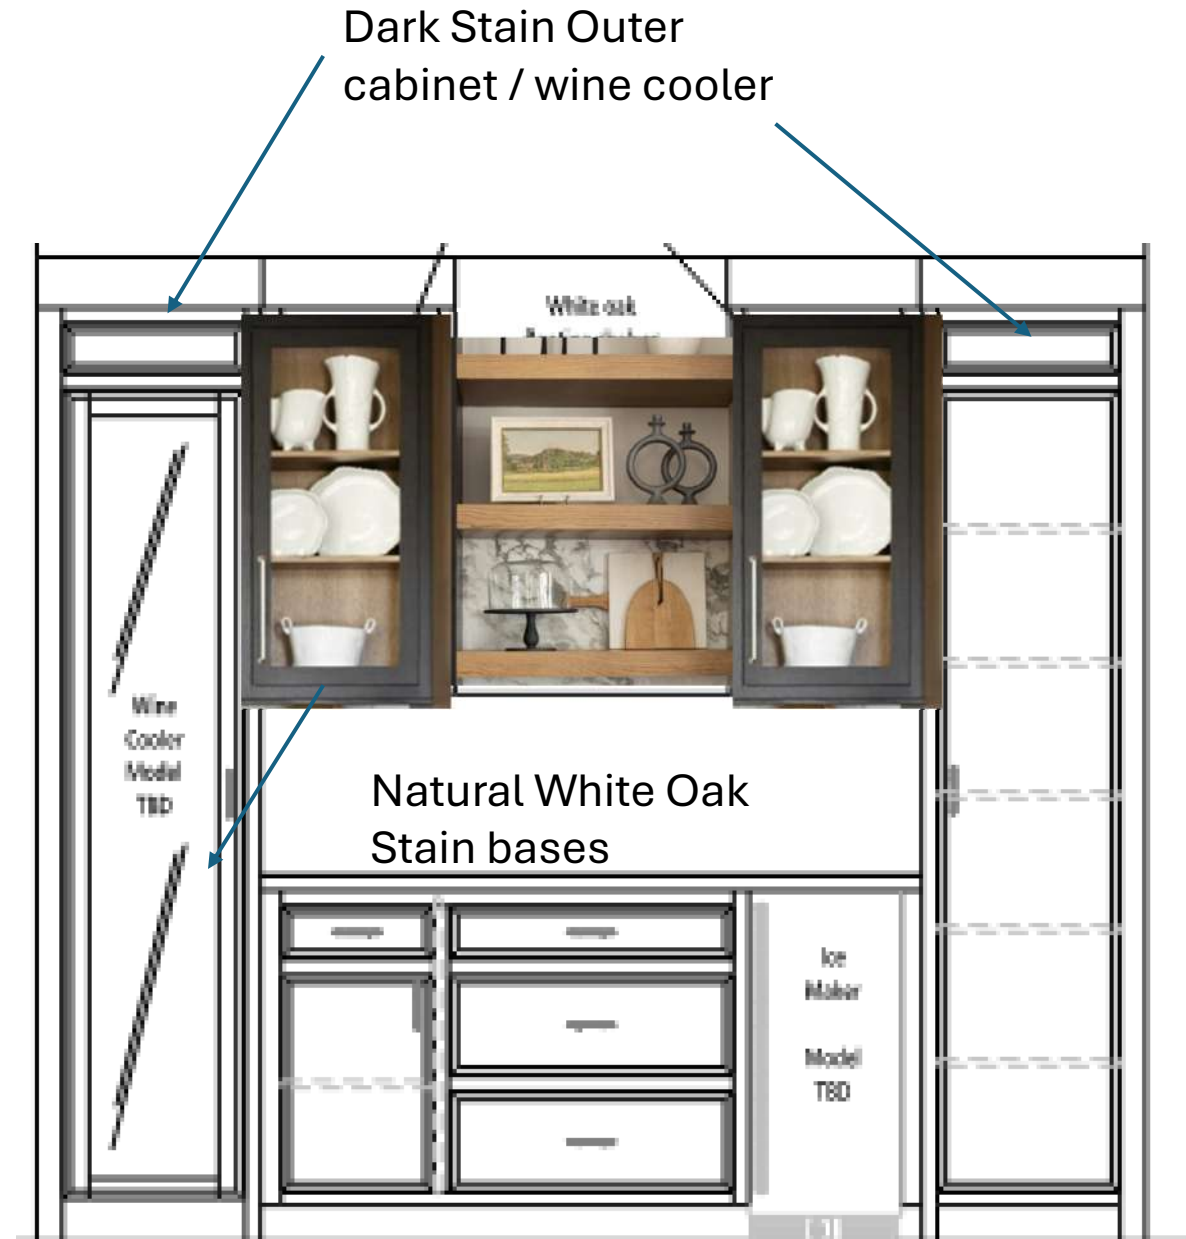 Dark Stain Outer
cabinet / wine cooler
White oak
Wine
Cooler
Model
TBD
Natural White Oak
Stain bases
Ice
Maker
Model
TBD